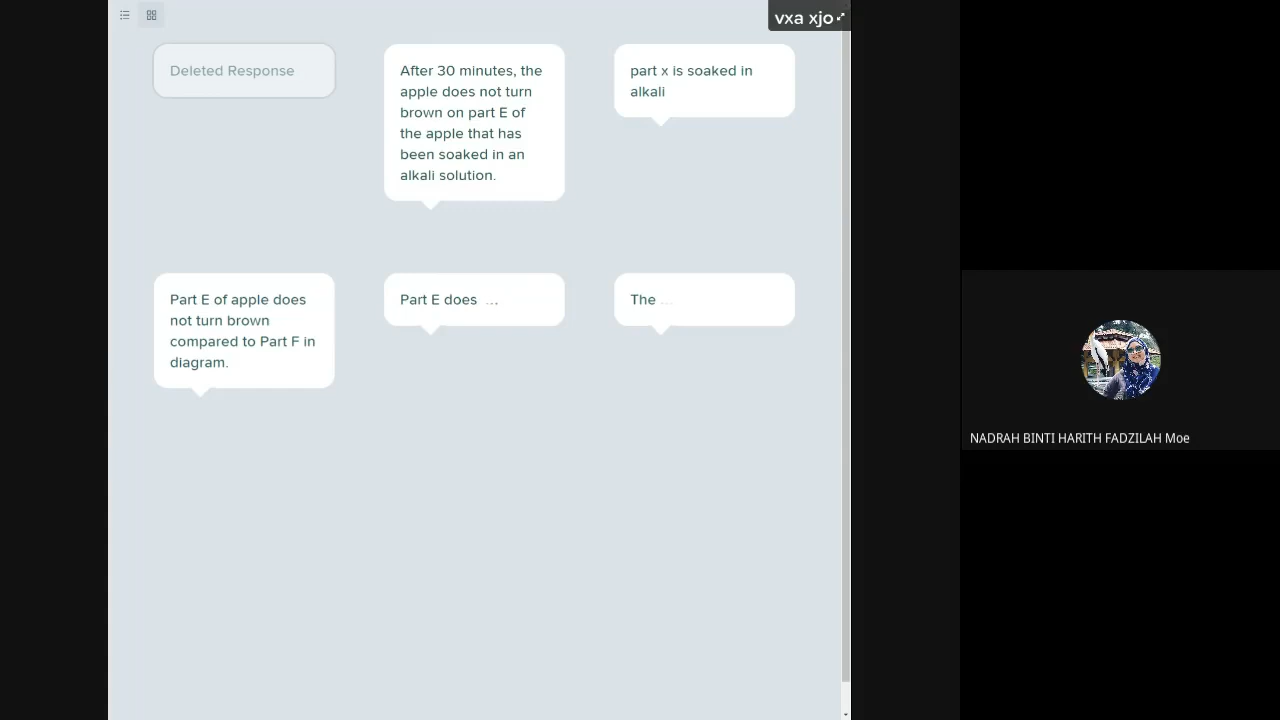 vxa xjo
Deleted Response
After 30 minutes, the
apple does not turn
brown on part E of
the apple that has
been soaked in an
alkali solution.
part x is soaked in
alkali
Part E of apple does
not turn brown
compared to Part F in
diagram.
Part E does ...
The ...
NADRAH BINTI HARITH FADZILAH Moe